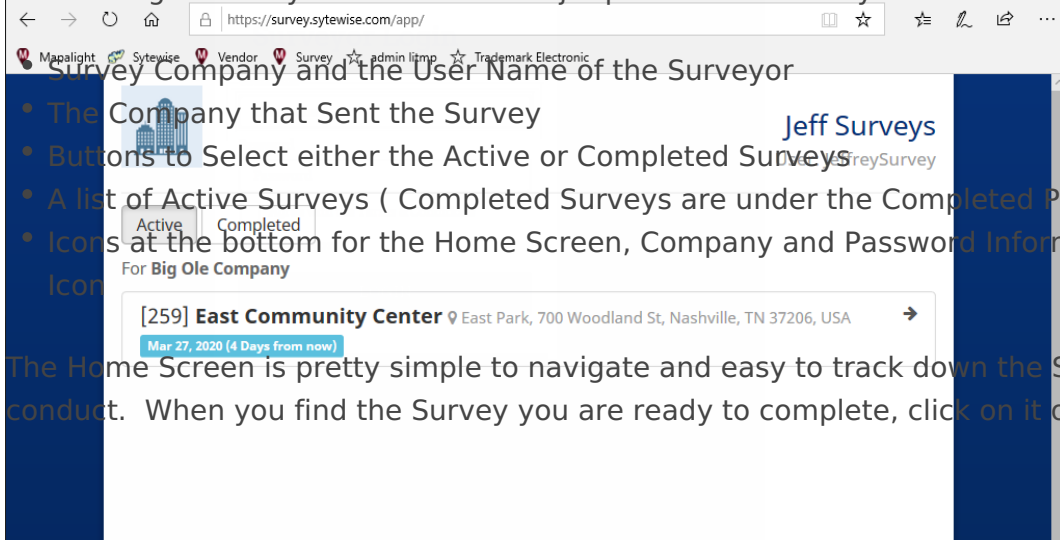 https://survey.sytewise.com/app/
Mapalight Sytewise Vendor Survey admin litmp Trademark Electronic
• Survey Company and the User Name of the Surveyor
• The Company that Sent the Survey
Jeff Surveys
• Buttons to Select either the Active or Completed Surveys
JeffreySurvey
• A list of Active Surveys ( Completed Surveys are under the Completed
Active Completed
• Icons at the bottom for the Home Screen, Company and Password
Icon
For Big Ole Company
[259] East Community Center East Park, 700 Woodland St, Nashville, TN 37206, USA
Mar 27, 2020 (4 Days from now)
The Home Screen is pretty simple to navigate and easy to track down the
conduct. When you find the Survey you are ready to complete, click on it